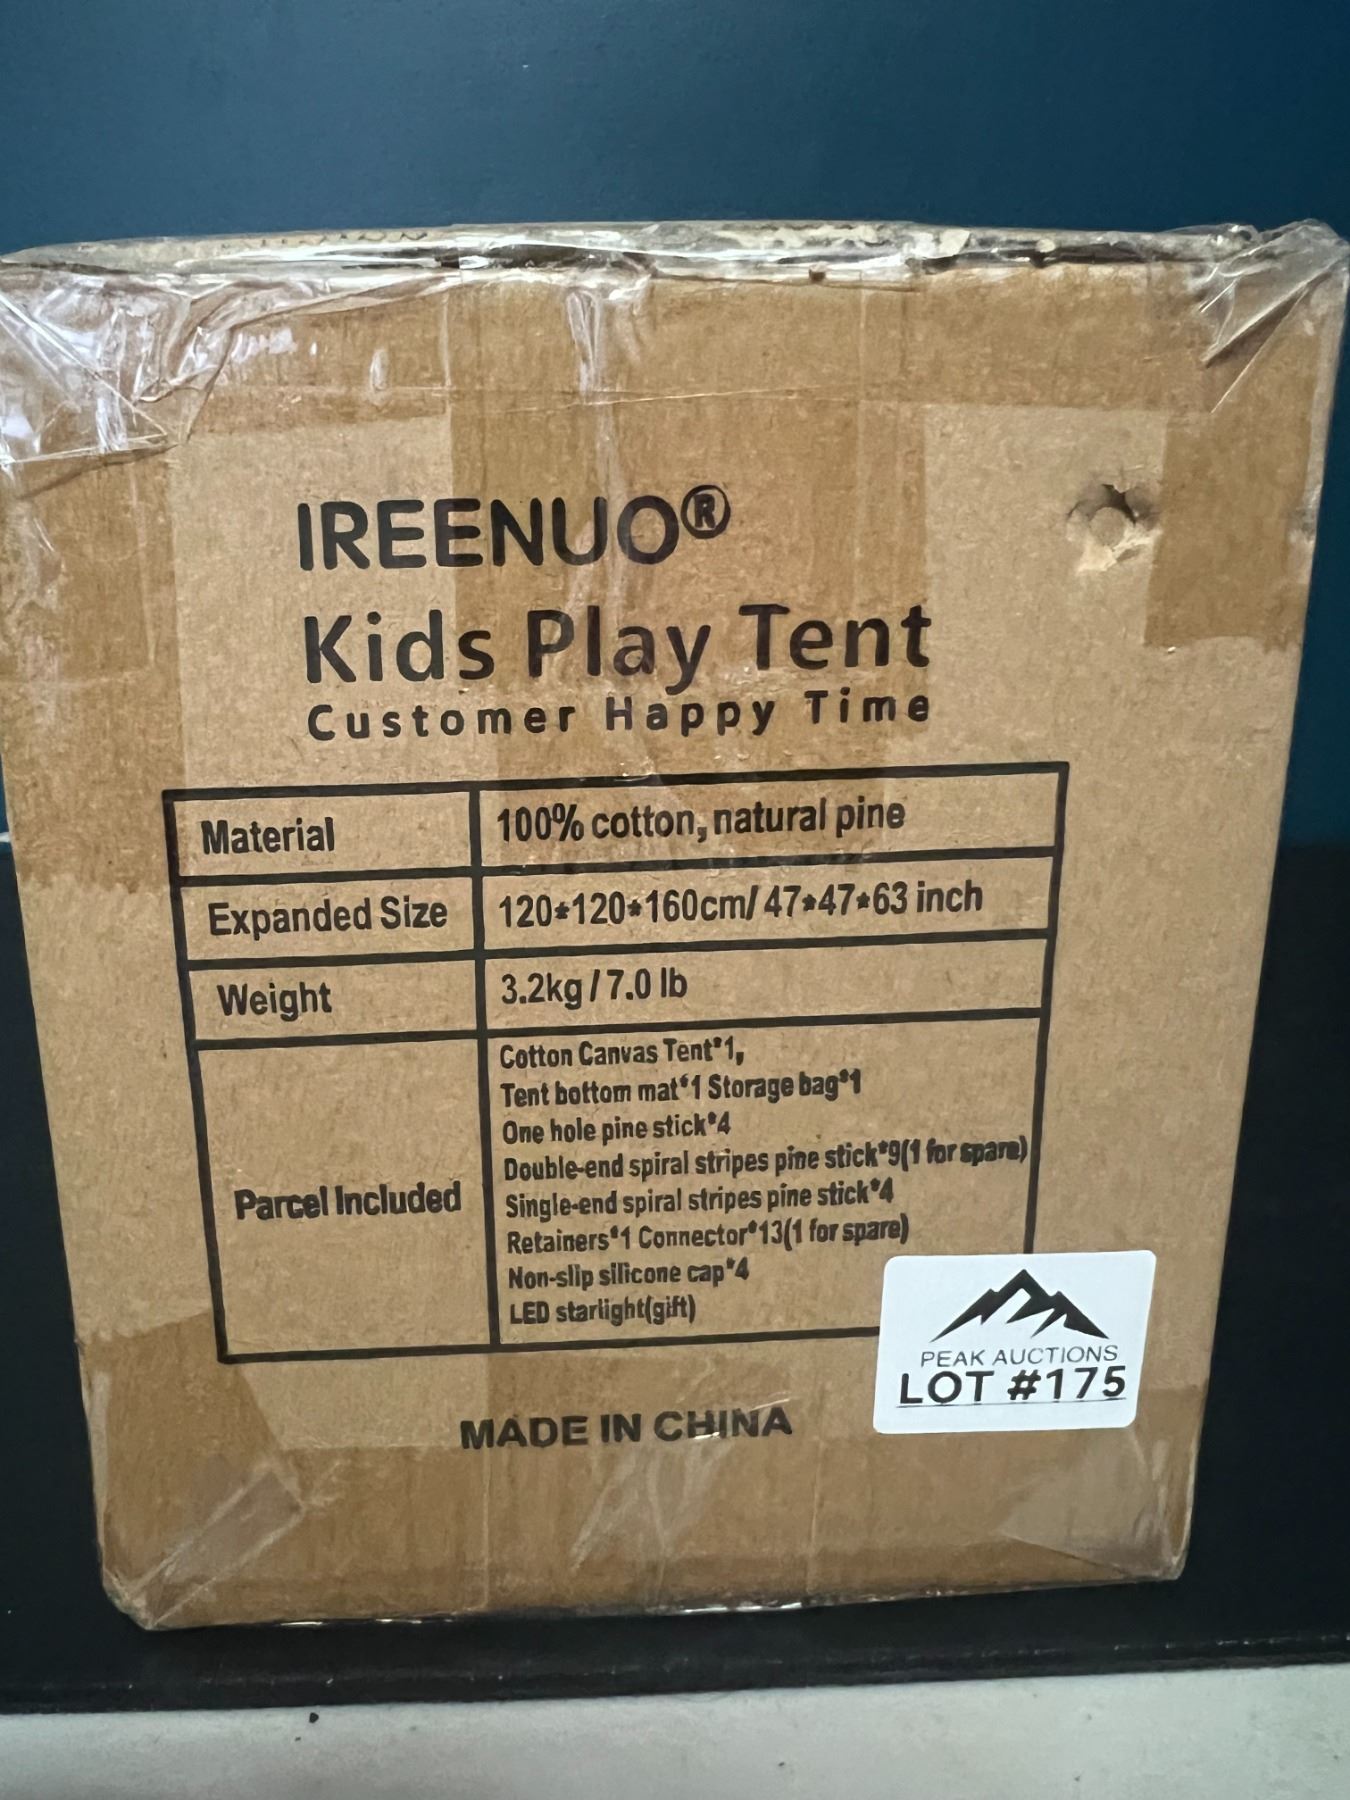 IREENUO®
Kids Play Tent
Customer Happy Time
Material 100% cotton, natural pine
Expanded Size 120*120*160cm/ 47*47*63 inch
Weight 3.2kg / 7.0 lb
Parcel Included
Cotton Canvas Tent*1,
Tent bottom mat*1 Storage bag*1
One hole pine stick*4
Double-end spiral stripes pine stick*9(1 for spare)
Single-end spiral stripes pine stick*4
Retainers*1 Connector*13(1 for spare)
Non-slip silicone cap*4
LED starlight(gift)
MADE IN CHINA
PEAK AUCTIONS
LOT #175